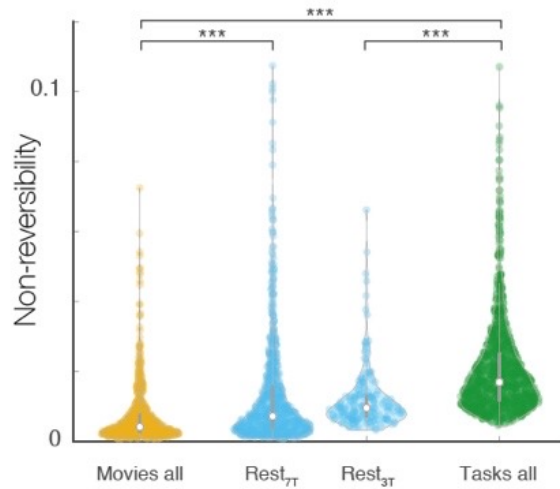 ***
*** ***
0.1
Non-reversibility
0
Movies all Rest7T Rest3T Tasks all